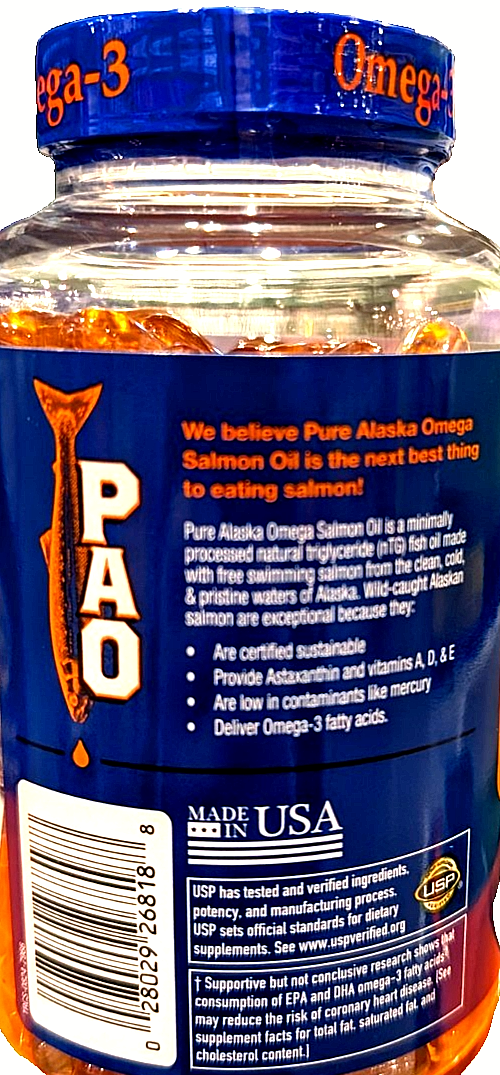 ega-3
Omega-3
We believe Pure Alaska Omega
Salmon Oil is the next best thing
to eating salmon!
PAO
Pure Alaska Omega Salmon Oil is a minimally
processed natural triglyceride (nTG) fish oil made
with free swimming salmon from the clean, cold,
& pristine waters of Alaska. Wild-caught Alaskan
salmon are exceptional because they:
• Are certified sustainable
• Provide Astaxanthin and vitamins A, D, & E
• Are low in contaminants like mercury
• Deliver Omega-3 fatty acids.
MADE
IN USA
USP has tested and verified ingredients,
potency, and manufacturing process.
USP sets official standards for dietary
supplements. See www.uspverified.org
USP
† Supportive but not conclusive research shows that
consumption of EPA and DHA omega-3 fatty acids
may reduce the risk of coronary heart disease. [See
supplement facts for total fat, saturated fat, and
cholesterol content.]
0 28029 26818 8